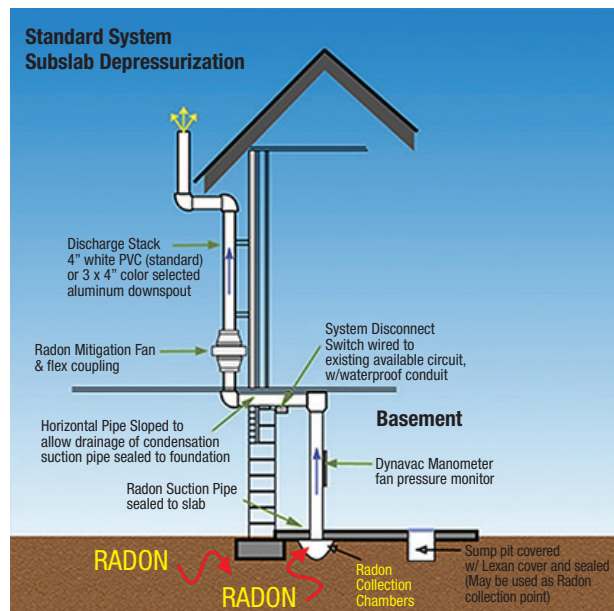 Standard System
Subslab Depressurization
Discharge Stack
4" white PVC (standard)
or 3 x 4" color selected
aluminum downspout
Radon Mitigation Fan
& flex coupling
System Disconnect
Switch wired to
existing available circuit,
w/waterproof conduit
Horizontal Pipe Sloped to
allow drainage of condensation
suction pipe sealed to foundation
Basement
Dynavac Manometer
fan pressure monitor
Radon Suction Pipe
sealed to slab
RADON
RADON
Radon
Collection
Chambers
Sump pit covered
w/ Lexan cover and sealed
(May be used as Radon
collection point)